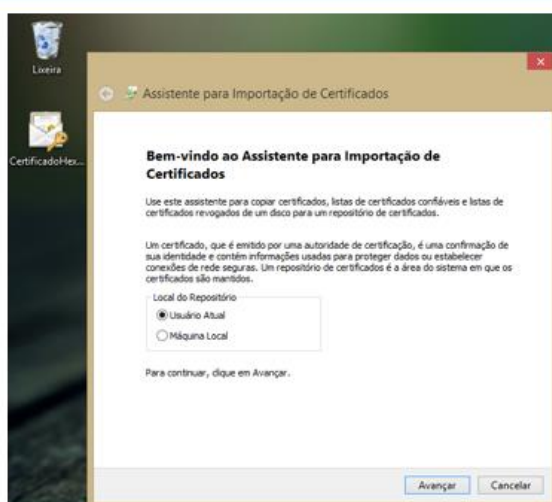 Lixeira
CertificadoHex...
Assistente para Importação de Certificados
Bem-vindo ao Assistente para Importação de
Certificados
Use este assistente para copiar certificados, listas de certificados confiáveis e listas de
certificados revogados de um disco para um repositório de certificados.
Um certificado, que é emitido por uma autoridade de certificação, é uma confirmação de
sua identidade e contém informações usadas para proteger dados ou estabelecer
conexões de rede seguras. Um repositório de certificados é a área do sistema em que os
certificados são mantidos.
Local do Repositório
Usuário Atual
Máquina Local
Para continuar, clique em Avançar.
Avançar Cancelar